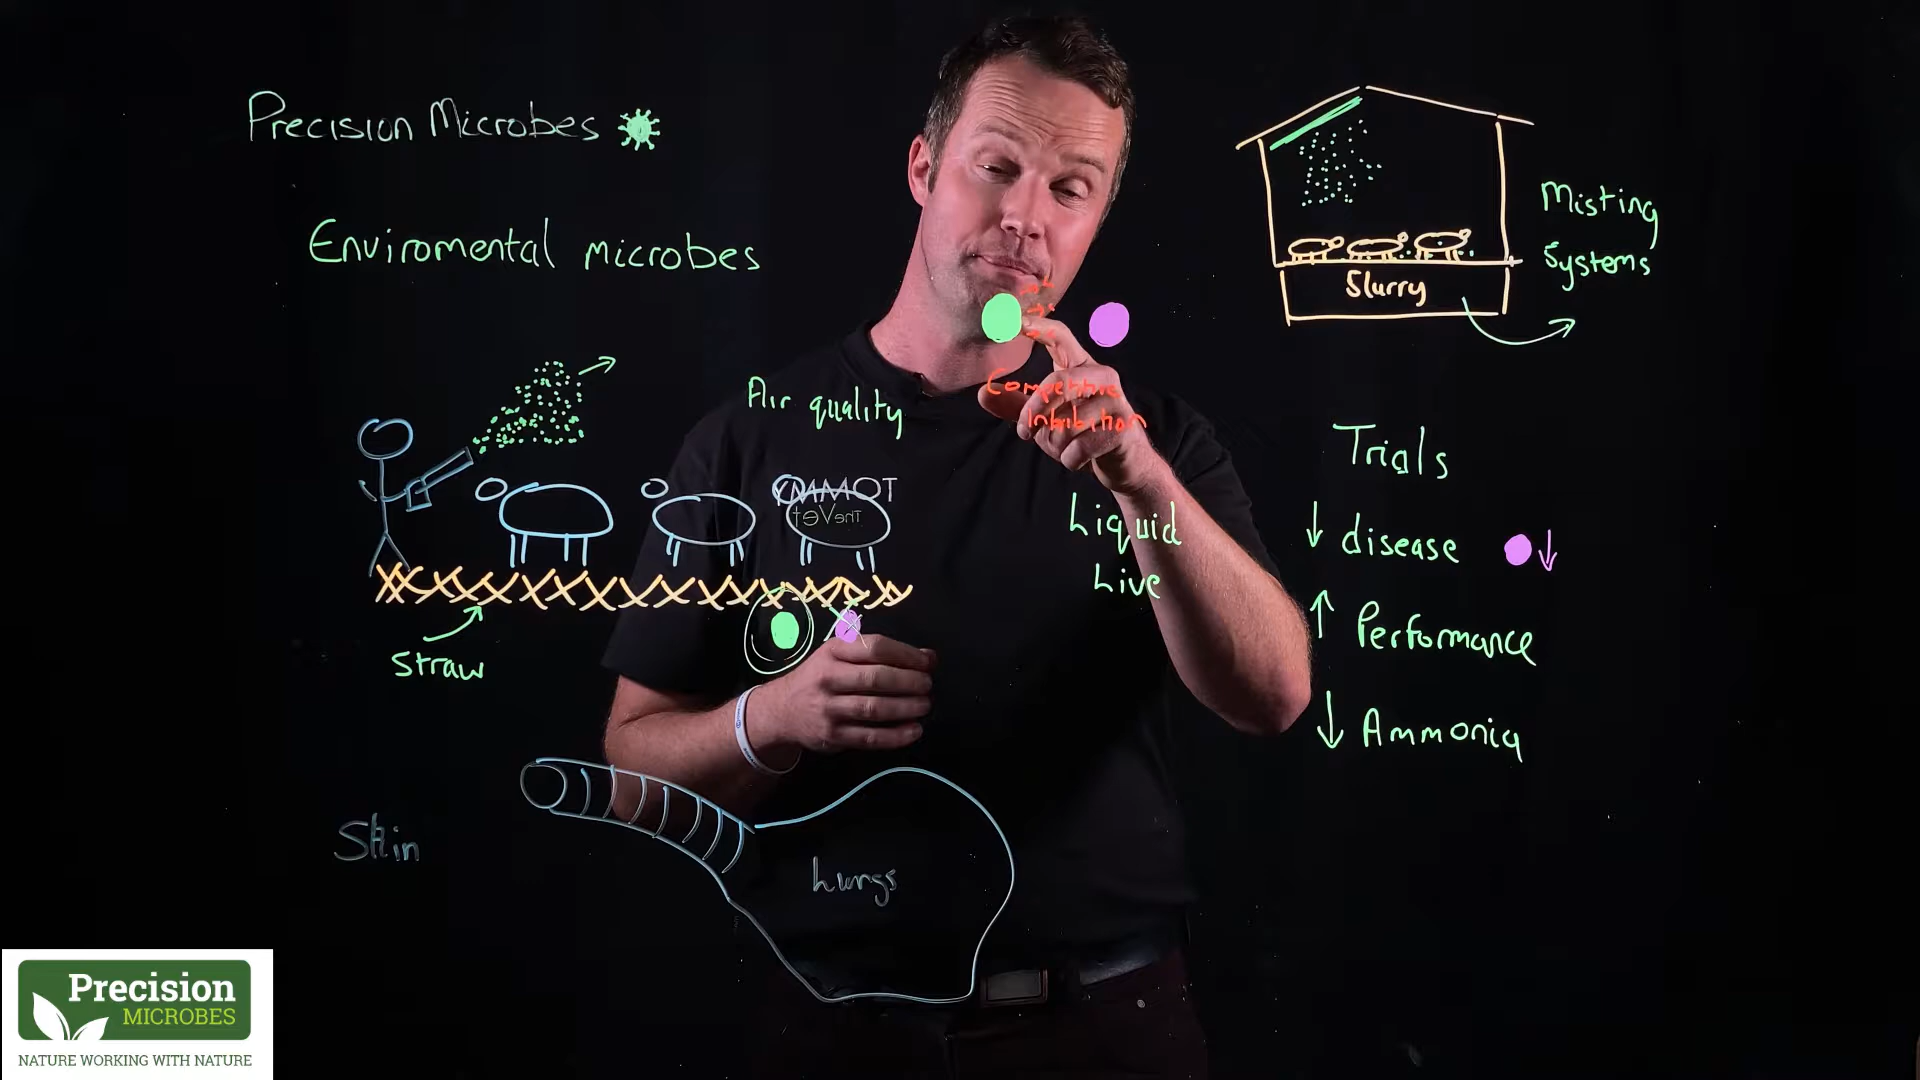 Precision Microbes
Enviromental microbes
Misting
Systems
Slurry
Air quality
Competitive
Inhibition
TOMMY
TheVet
Liquid
Live
Trials
↓ disease ↓
↑ Performance
↓ Ammonia
Straw
Skin
Lungs
Precision
MICROBES
NATURE WORKING WITH NATURE